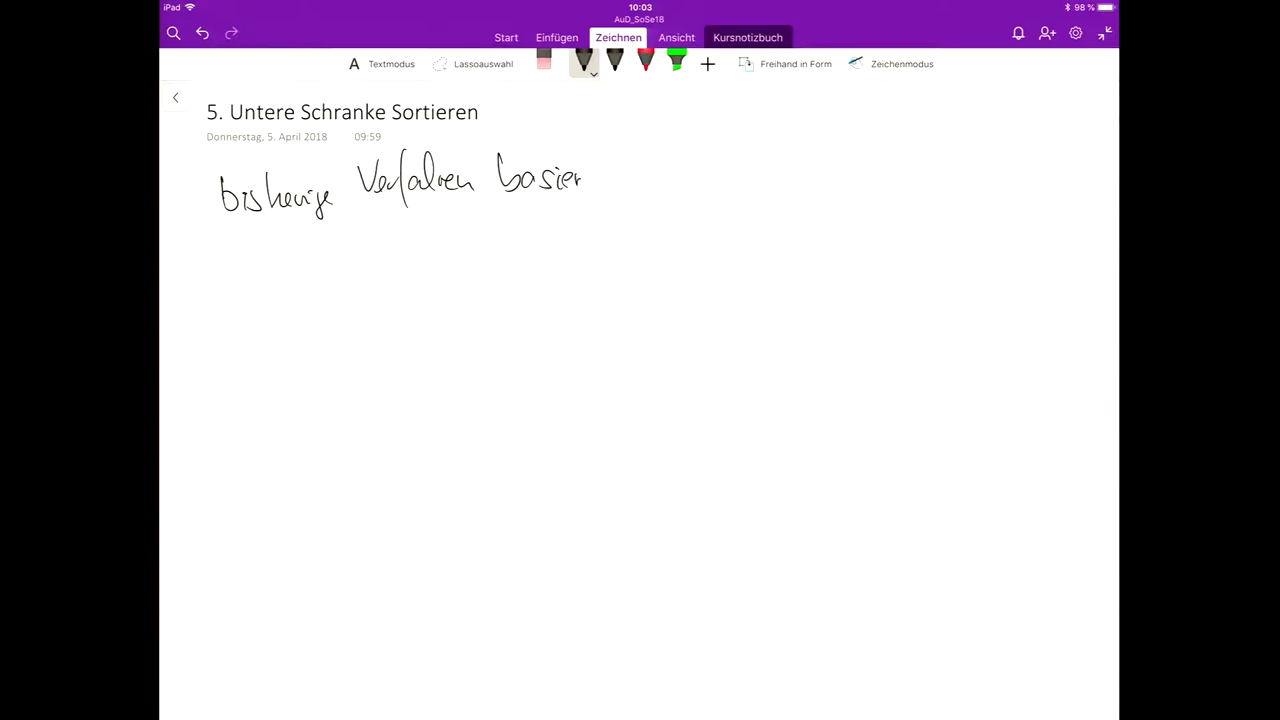 iPad 10:03 98 %
AuD_SoSe18
Start Einfügen Zeichnen Ansicht Kursnotizbuch
A Textmodus Lassoauswahl Freihand in Form Zeichenmodus
5. Untere Schranke Sortieren
Donnerstag, 5. April 2018 09:59
bisherige Verfahren basier